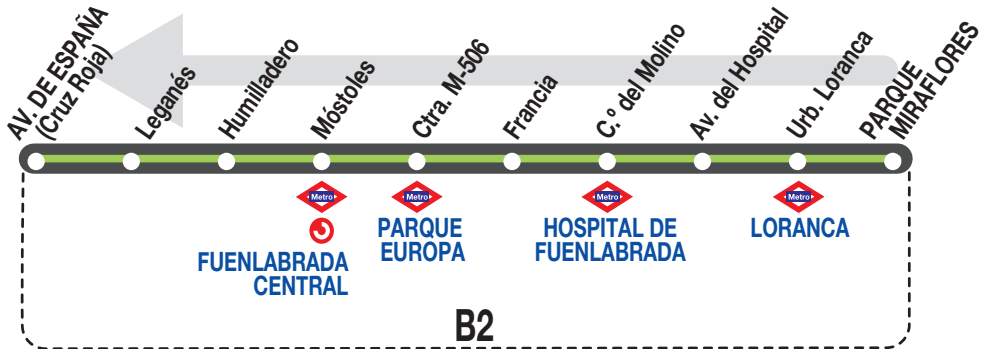 AV. DE ESPAÑA
(Cruz Roja)
Leganés
Humilladero
Móstoles
Ctra. M-506
Francia
C.º del Molino
Av. del Hospital
Urb. Loranca
PARQUE
MIRAFLORES
Metro
Metro
Metro
Metro
FUENLABRADA
CENTRAL
PARQUE
EUROPA
HOSPITAL DE
FUENLABRADA
LORANCA
B2